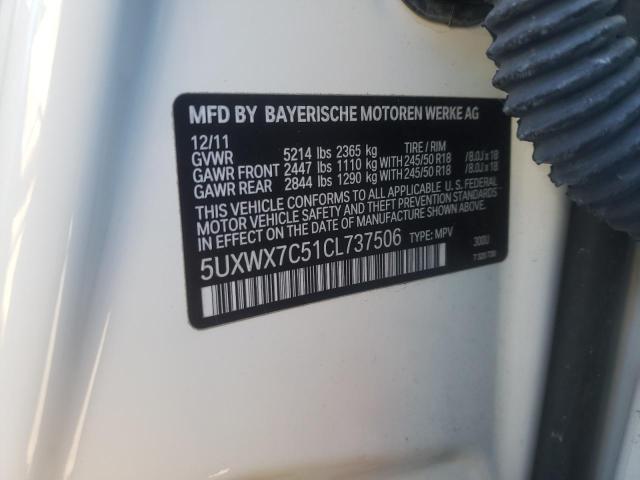 MFD BY BAYERISCHE MOTOREN WERKE AG
12/11
GVWR 5214 lbs 2365 kg TIRE / RIM
GAWR FRONT 2447 lbs 1110 kg WITH 245/50 R18 / 8.0J x 18
GAWR REAR 2844 lbs 1290 kg WITH 245/50 R18 / 8.0J x 18
THIS VEHICLE CONFORMS TO ALL APPLICABLE U.S. FEDERAL
MOTOR VEHICLE SAFETY AND THEFT PREVENTION STANDARDS
IN EFFECT ON THE DATE OF MANUFACTURE SHOWN ABOVE.
5UXWX7C51CL737506 TYPE: MPV 300U